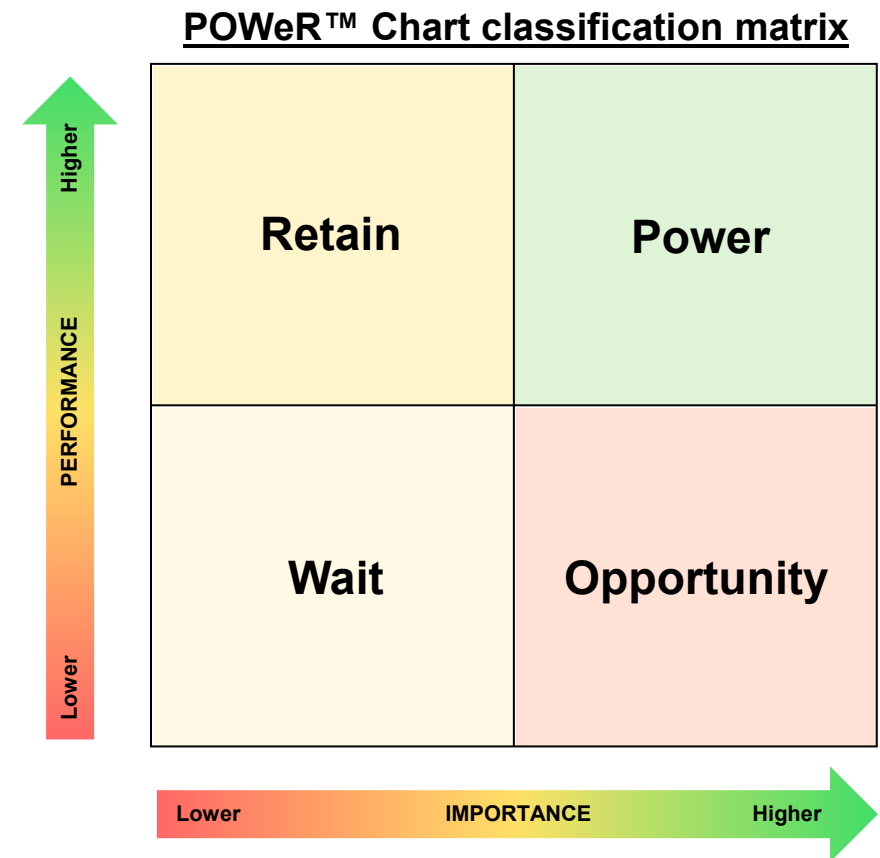 POWeR™ Chart classification matrix
Higher
PERFORMANCE
Lower
Retain
Power
Wait
Opportunity
Lower IMPORTANCE Higher